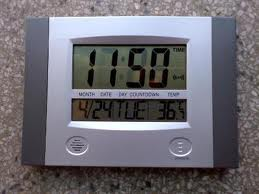 TIME
11:50
MONTH DATE DAY COUNTDOWN TEMP
4/24 TUE 36